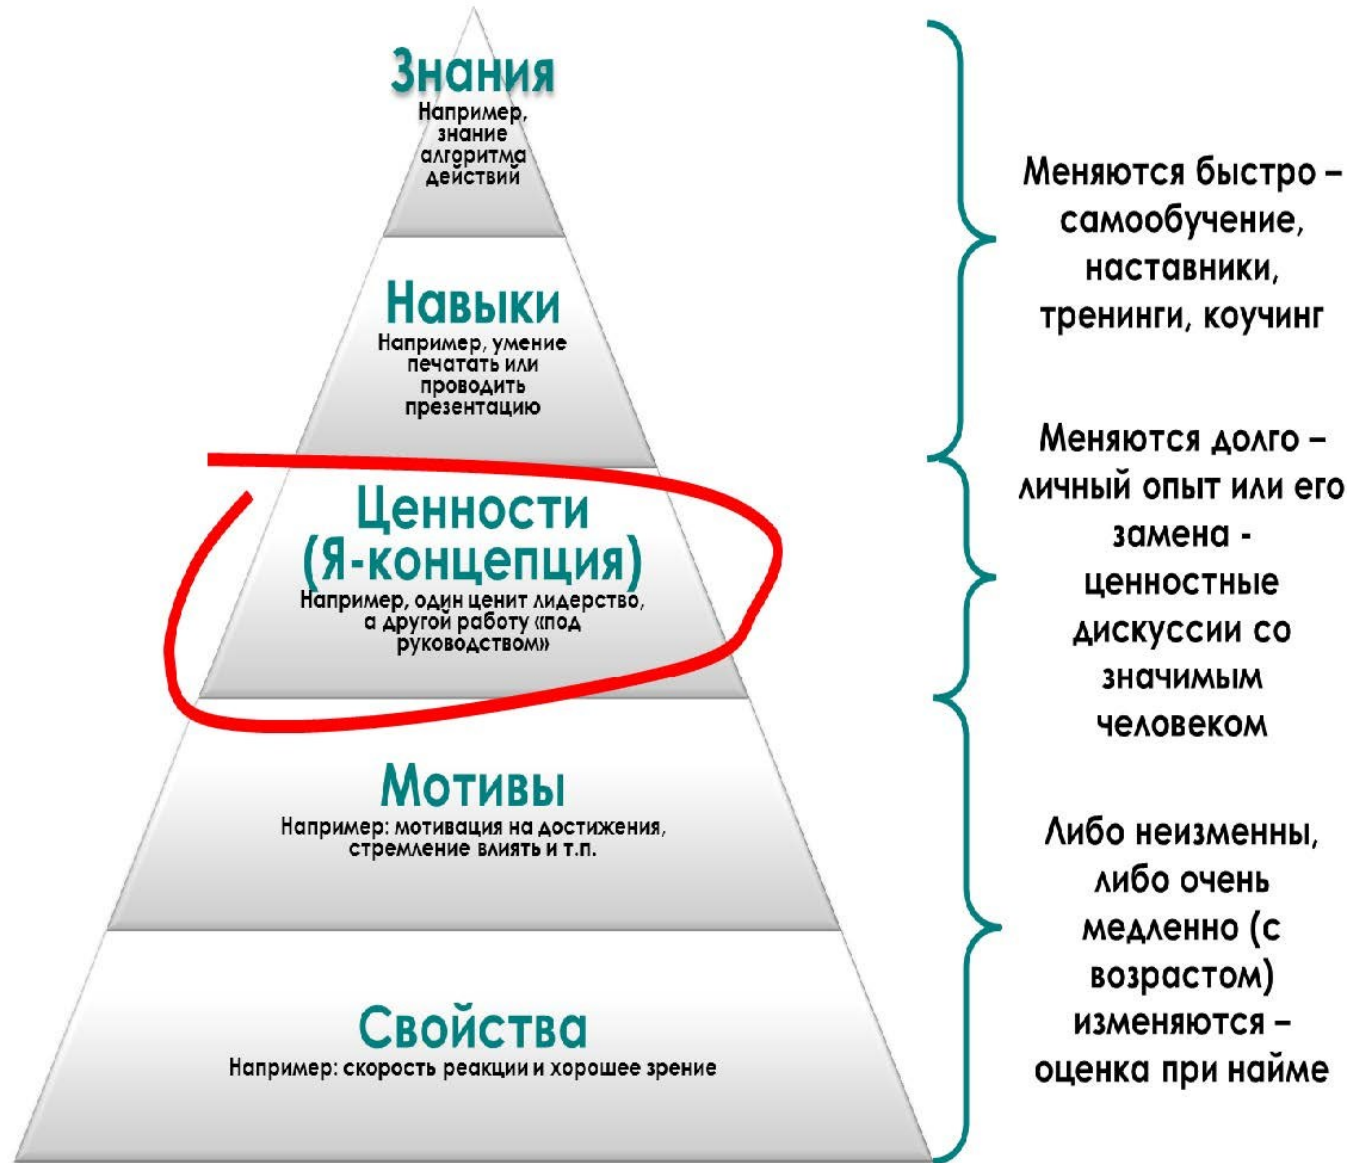 Знания
Например,
знание
алгоритма
действий
Навыки
Например, умение
печатать или
проводить
презентацию
Ценности
(Я-концепция)
Например, один ценит лидерство,
а другой работу «под
руководством»
Мотивы
Например: мотивация на достижения,
стремление влиять и т.п.
Свойства
Например: скорость реакции и хорошее зрение
Меняются быстро –
самообучение,
наставники,
тренинги, коучинг
Меняются долго –
личный опыт или его
замена -
ценностные
дискуссии со
значимым
человеком
Либо неизменны,
либо очень
медленно (с
возрастом)
изменяются –
оценка при найме